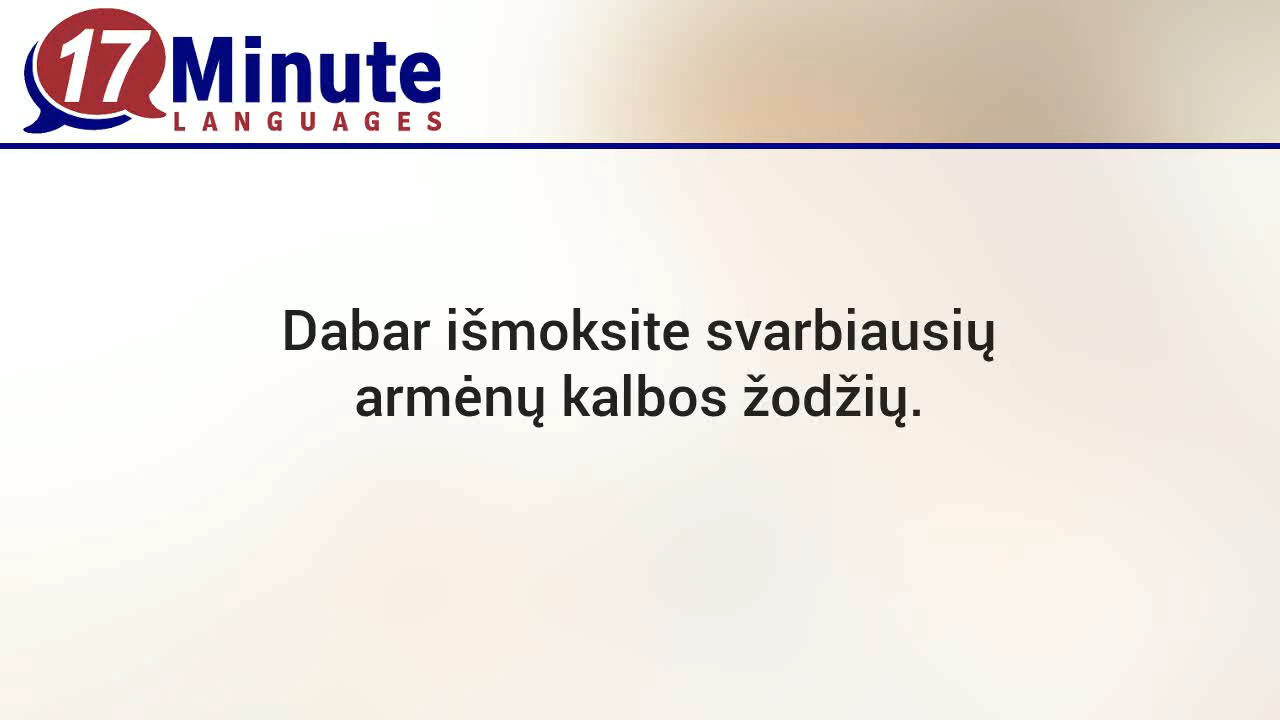 17 Minute
LANGUAGES
Dabar išmoksite svarbiausių
armėnų kalbos žodžių.